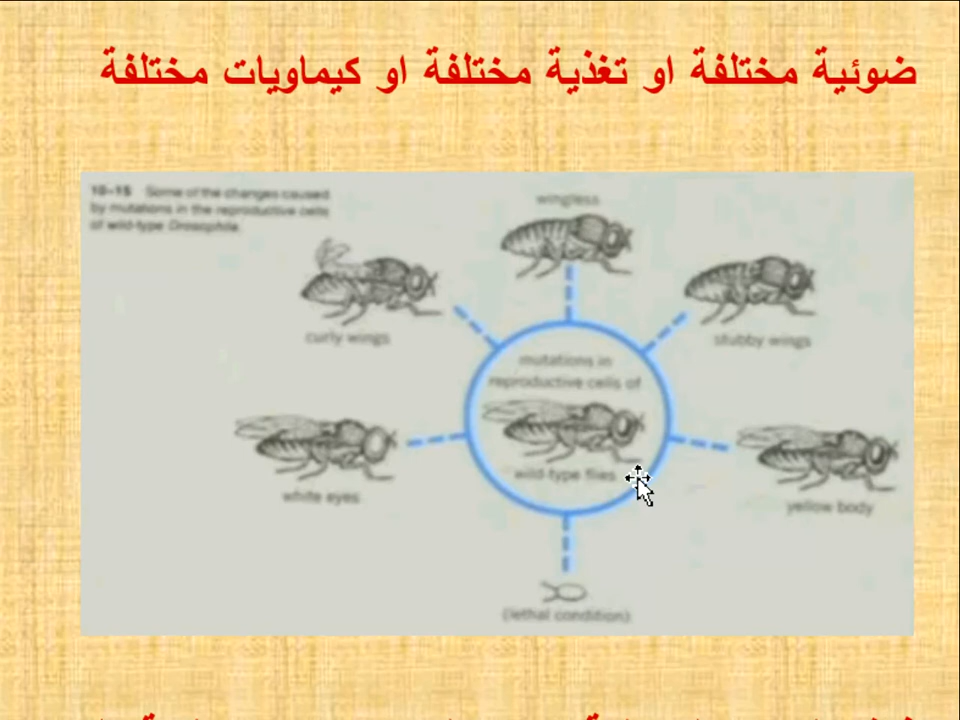 ضوئية مختلفة او تغذية مختلفة او كيماويات مختلفة
10-15 Some of the changes caused
by mutations in the reproductive cells
of wild-type Drosophila.
wingless
curly wings
stubby wings
mutations in
reproductive cells of
wild-type flies
white eyes
yellow body
(lethal condition)